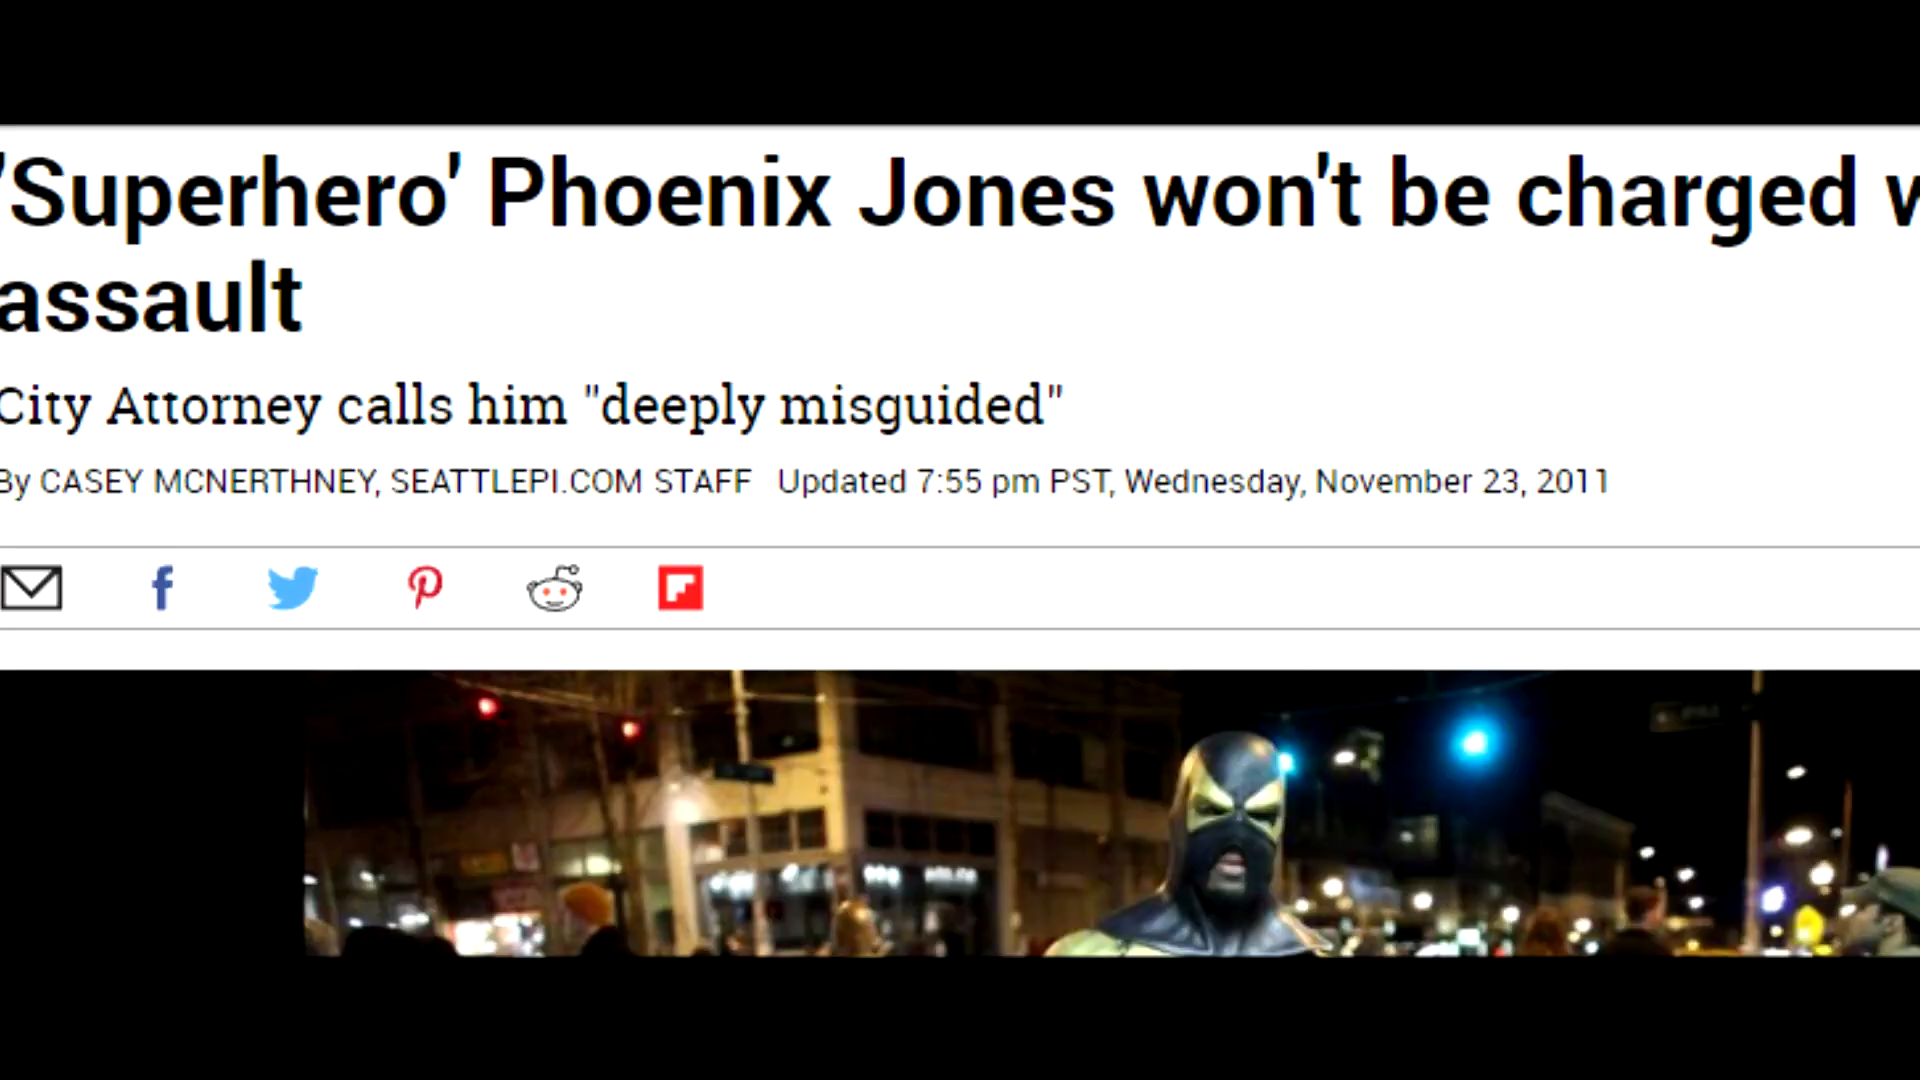 'Superhero' Phoenix Jones won't be charged w
assault
City Attorney calls him "deeply misguided"
By CASEY MCNERTHNEY, SEATTLEPI.COM STAFF Updated 7:55 pm PST, Wednesday, November 23, 2011